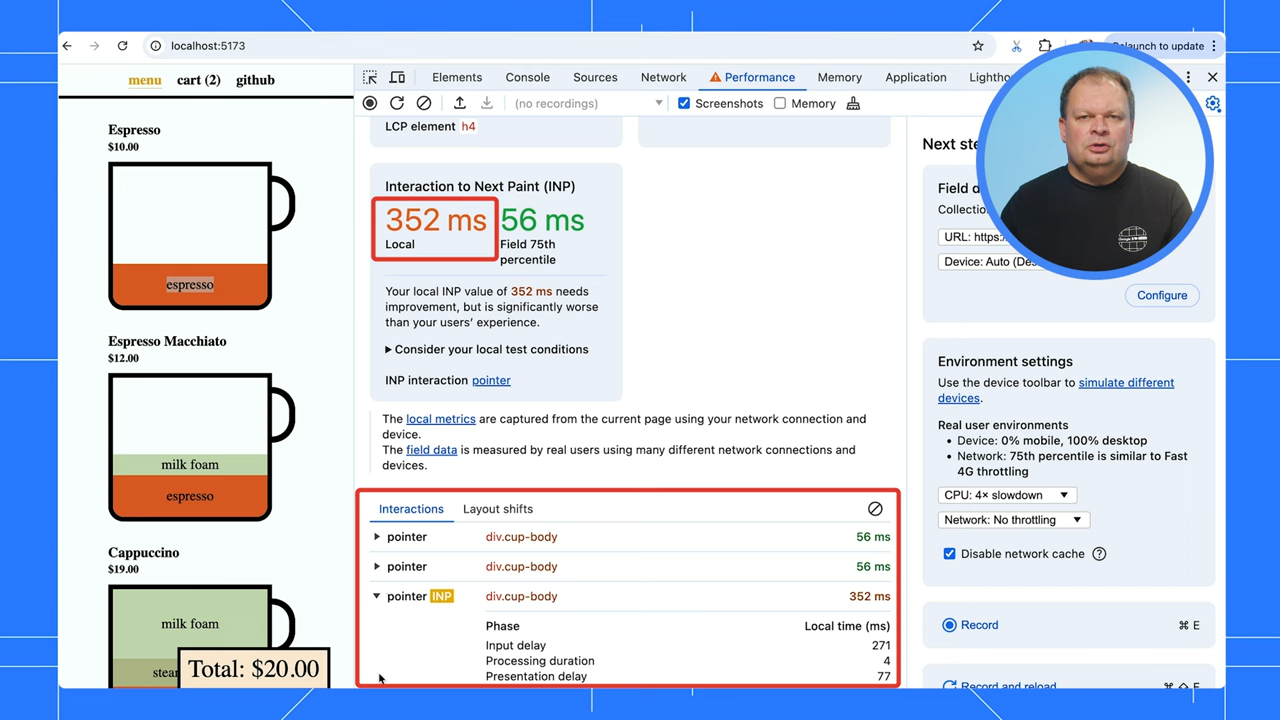 localhost:5173
Relaunch to update
menu cart (2) github
Elements Console Sources Network Performance Memory Application
(no recordings) Screenshots Memory
Espresso
$10.00
espresso
Espresso Macchiato
$12.00
milk foam
espresso
Cappuccino
$19.00
milk foam
Total: $20.00
LCP element h4
Interaction to Next Paint (INP)
352 ms 56 ms
Local Field 75th
percentile
Your local INP value of 352 ms needs
improvement, but is significantly worse
than your users’ experience.
Consider your local test conditions
INP interaction pointer
The local metrics are captured from the current page using your network connection and
device.
The field data is measured by real users using many different network connections and
devices.
Interactions Layout shifts
pointer div.cup-body 56 ms
pointer div.cup-body 56 ms
pointer INP div.cup-body 352 ms
Phase Local time (ms)
Input delay 271
Processing duration 4
Presentation delay 77
Next
Field
URL: https:
Device: Auto
Configure
Environment settings
Use the device toolbar to simulate different
devices.
Real user environments
• Device: 0% mobile, 100% desktop
• Network: 75th percentile is similar to Fast
4G throttling
CPU: 4× slowdown
Network: No throttling
Disable network cache ?
Record ⌘ E
Record and reload